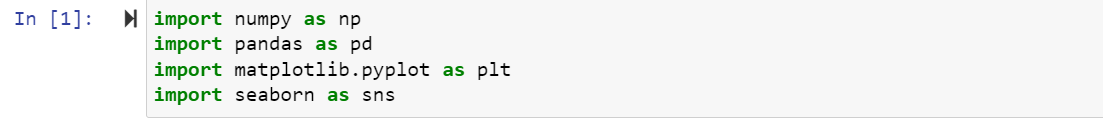 In [1]:
import numpy as np
import pandas as pd
import matplotlib.pyplot as plt
import seaborn as sns